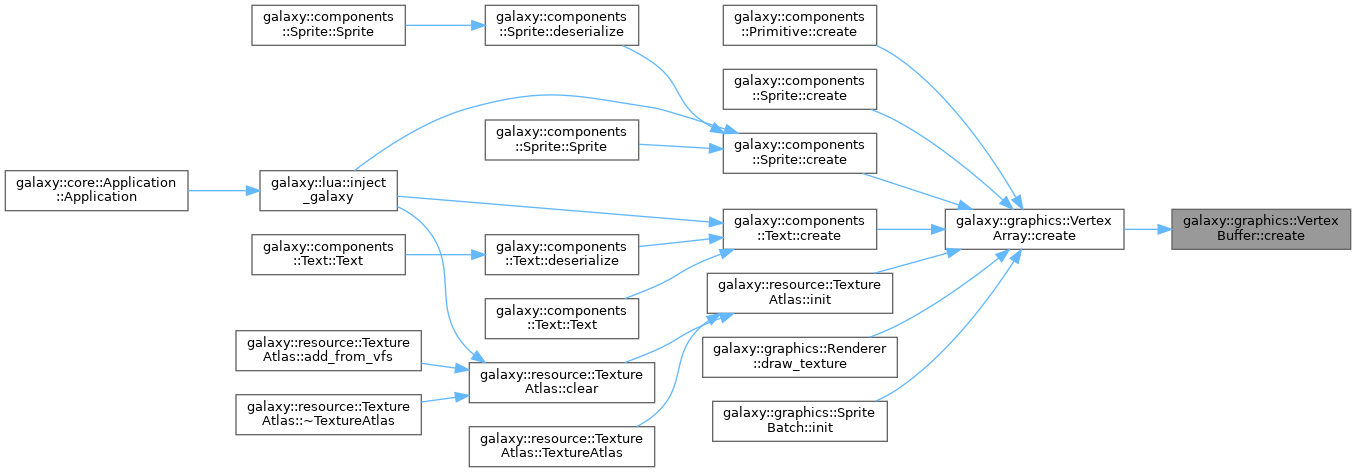 galaxy::components
::Sprite::Sprite
galaxy::components
::Sprite::deserialize
galaxy::components
::Primitive::create
galaxy::components
::Sprite::create
galaxy::components
::Sprite::Sprite
galaxy::components
::Sprite::create
galaxy::core::Application
::Application
galaxy::lua::inject
_galaxy
galaxy::components
::Text::create
galaxy::graphics::Vertex
Array::create
galaxy::graphics::Vertex
Buffer::create
galaxy::components
::Text::Text
galaxy::components
::Text::deserialize
galaxy::resource::Texture
Atlas::init
galaxy::components
::Text::Text
galaxy::resource::Texture
Atlas::add_from_vfs
galaxy::graphics::Renderer
::draw_texture
galaxy::resource::Texture
Atlas::clear
galaxy::resource::Texture
Atlas::~TextureAtlas
galaxy::graphics::Sprite
Batch::init
galaxy::resource::Texture
Atlas::TextureAtlas